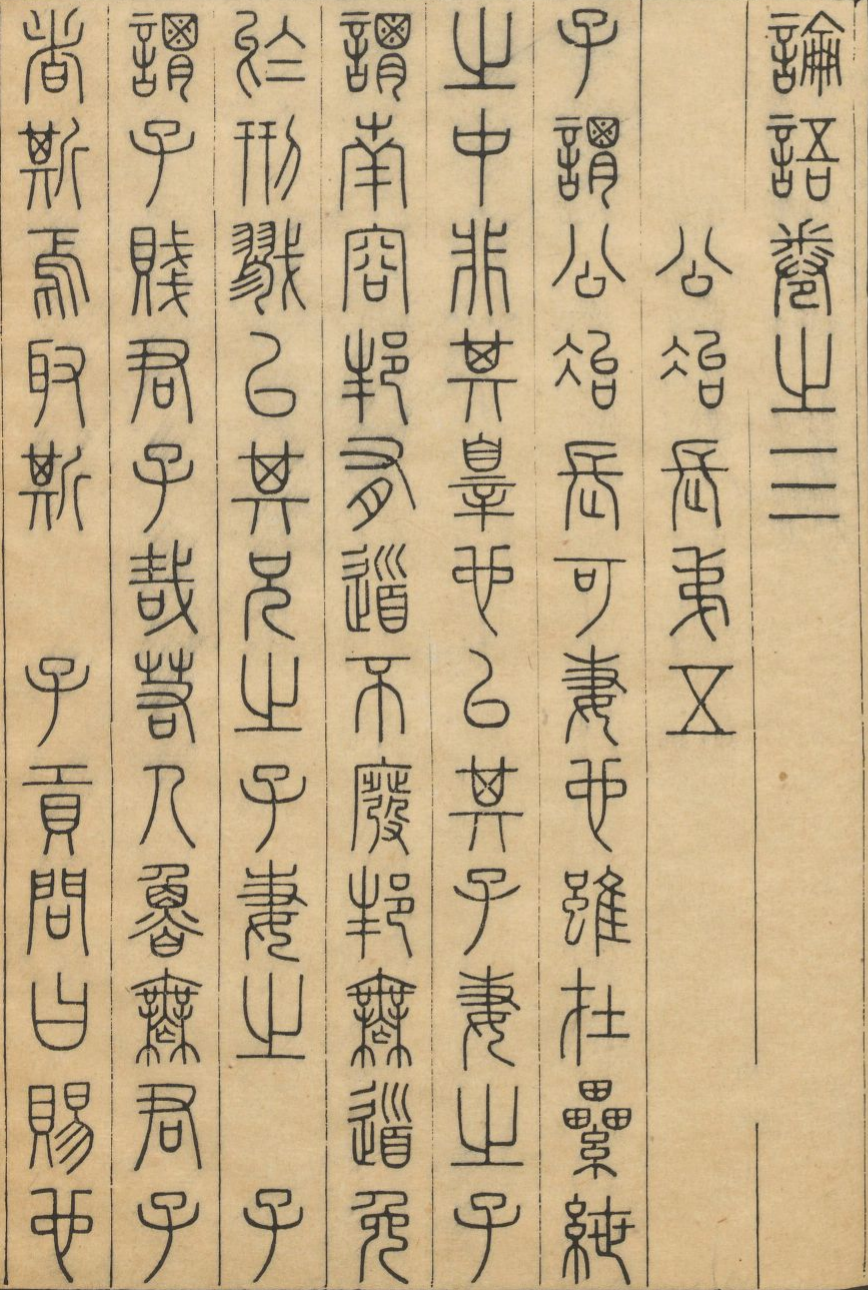 論語卷之三
公冶長弟五
子謂公冶長可妻也雖在纍紲
之中非其辠也以其子妻之子
謂南容邦有道不廢邦無道免
於刑戮以其兄之子妻之　子
謂子賤君子哉若人魯無君子
者斯焉取斯　子貢問曰賜也